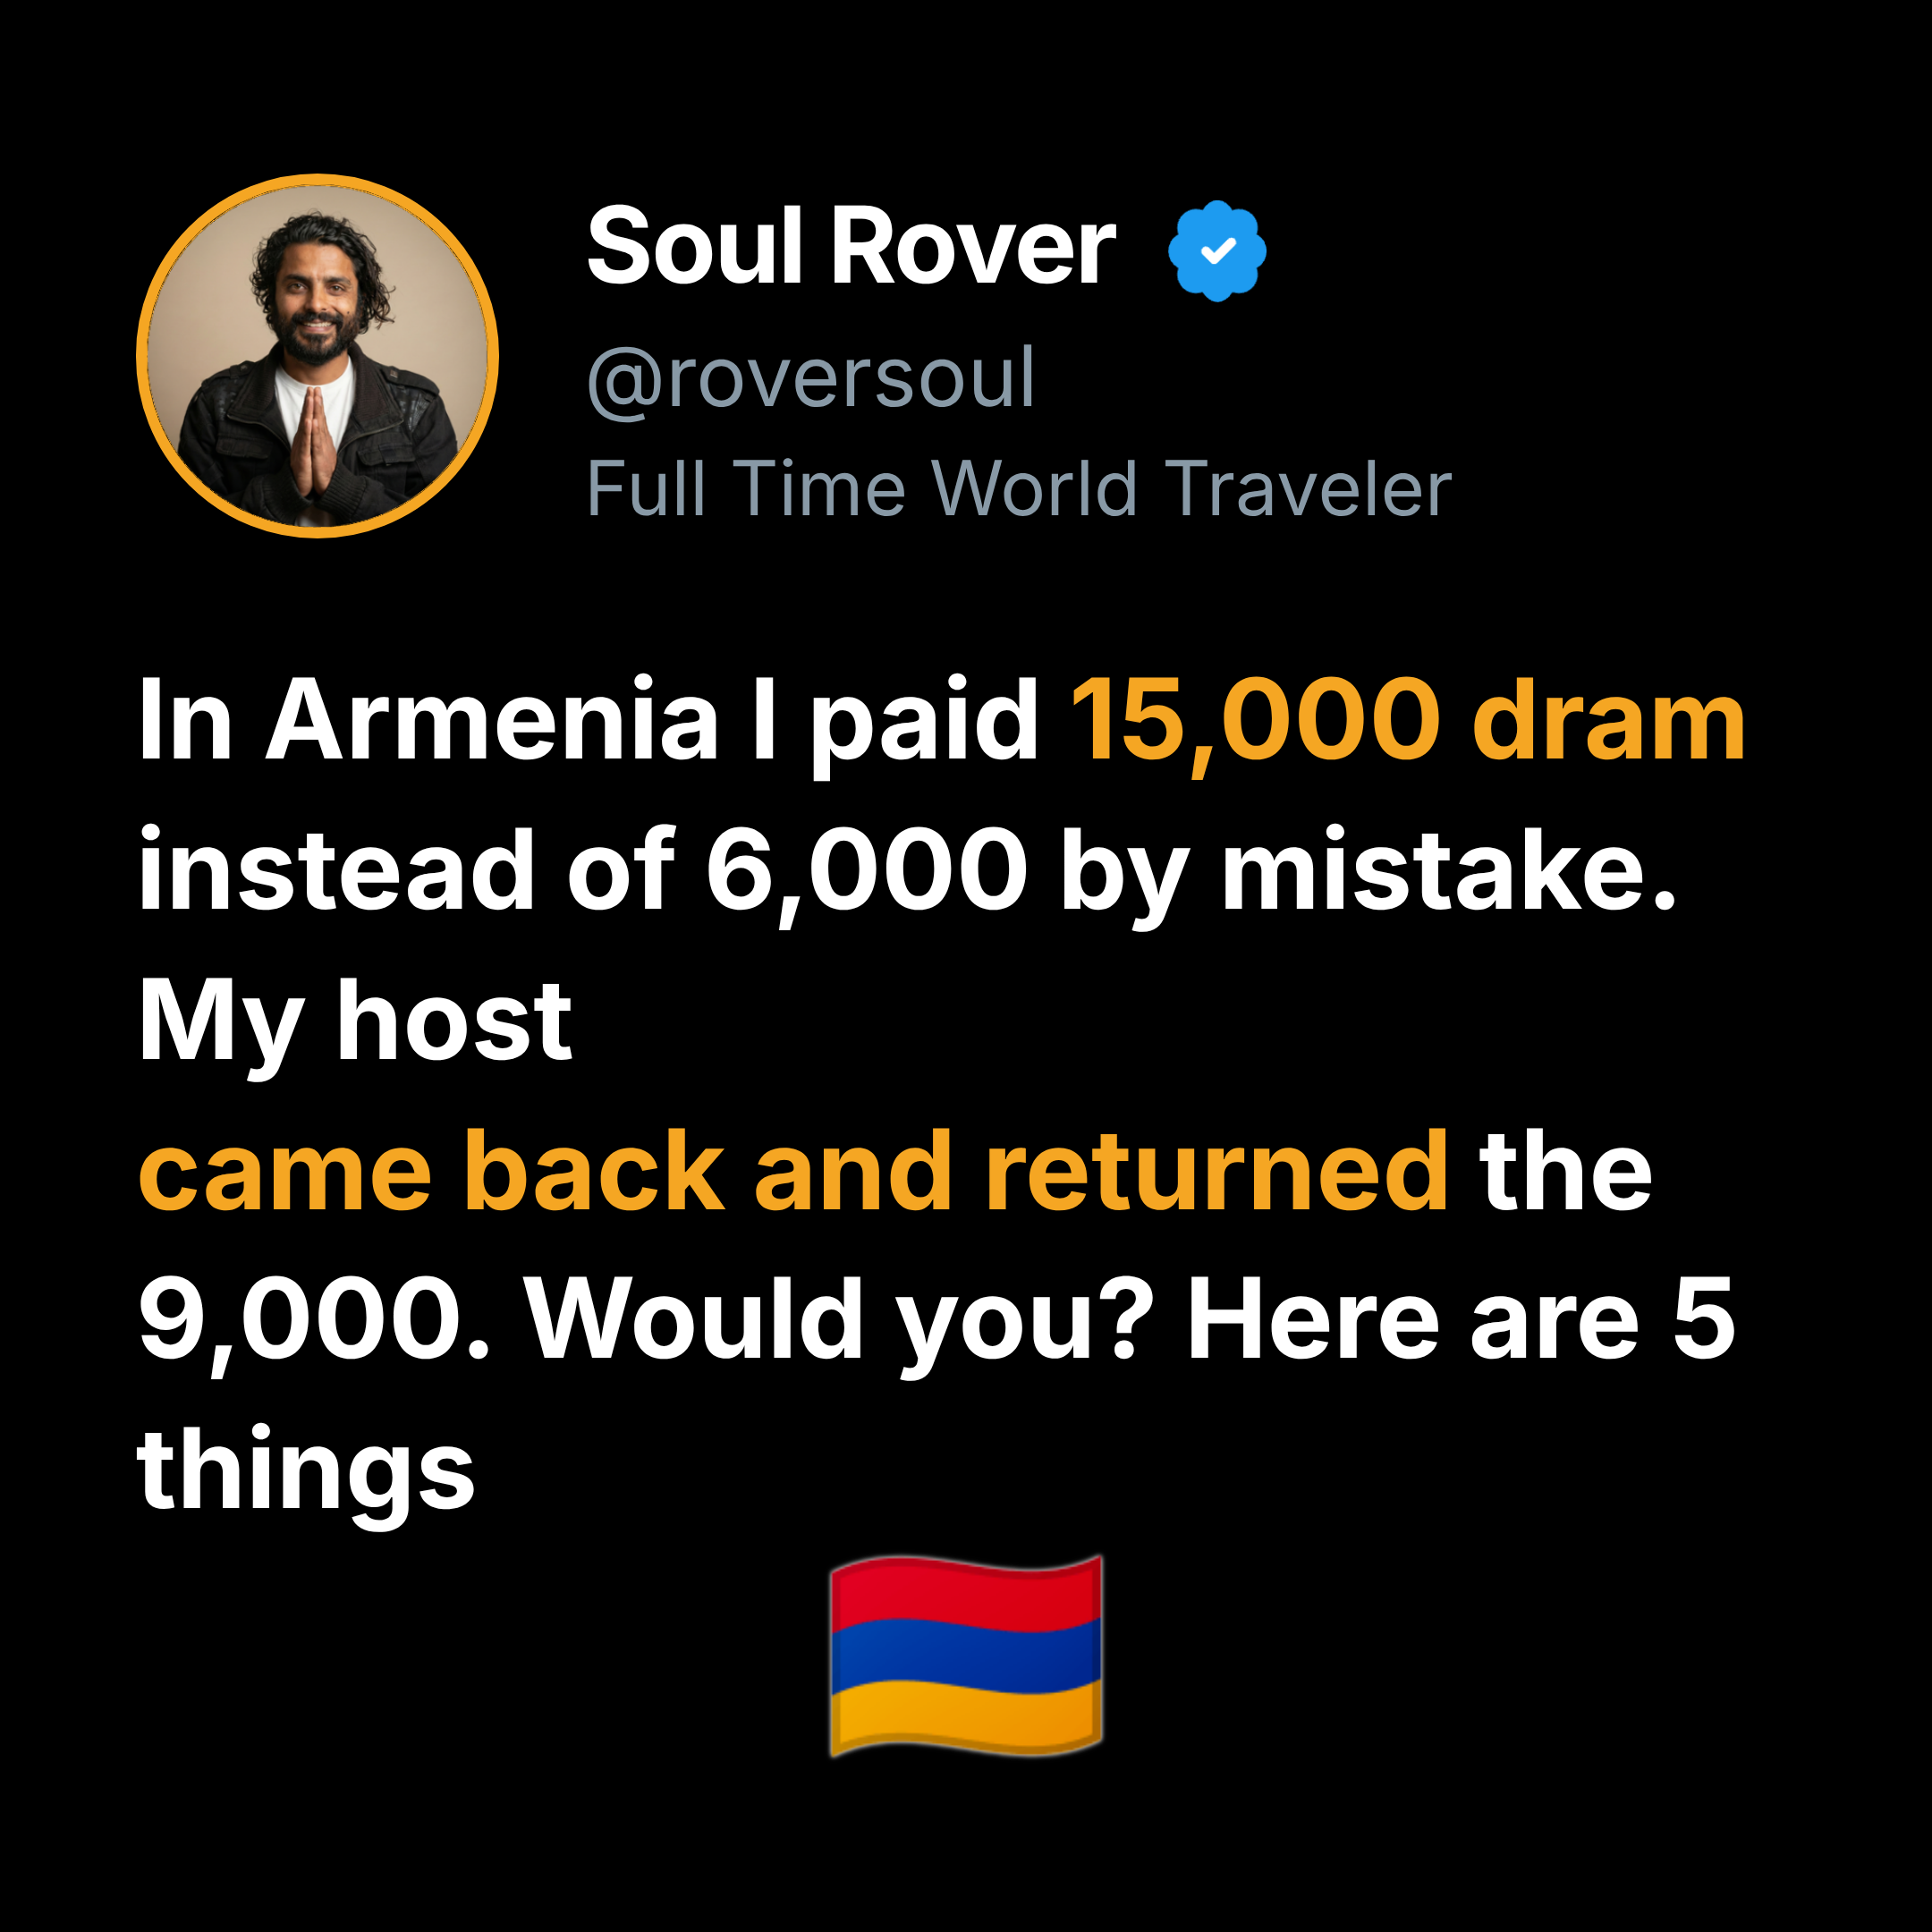 Soul Rover
@roversoul
Full Time World Traveler
In Armenia I paid 15,000 dram
instead of 6,000 by mistake.
My host
came back and returned the
9,000. Would you? Here are 5
things